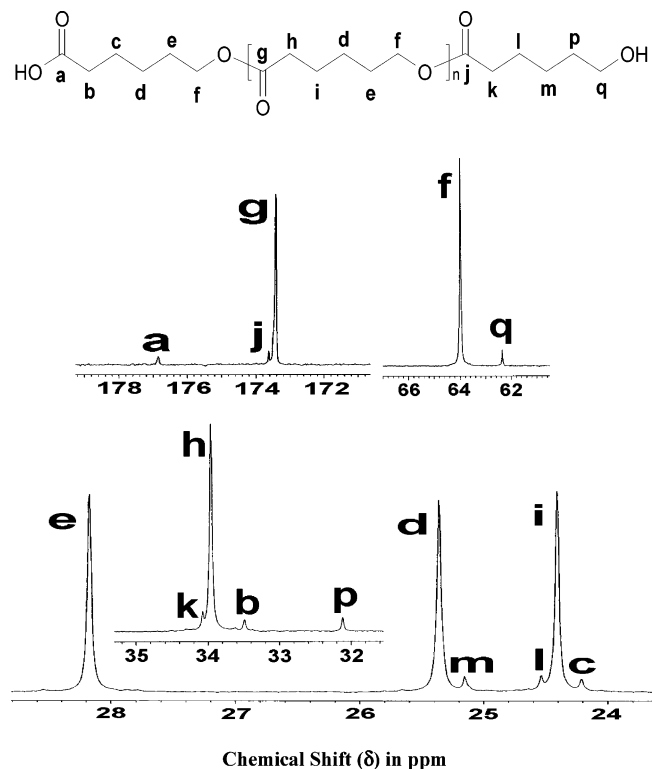 O c e g h d f O l p OH
HO a b d f O i e O n j k m q
O
g f
a j q
178 176 174 172 66 64 62
h
e d i
k b p
m l c
35 34 33 32
28 27 26 25 24
Chemical Shift (δ) in ppm